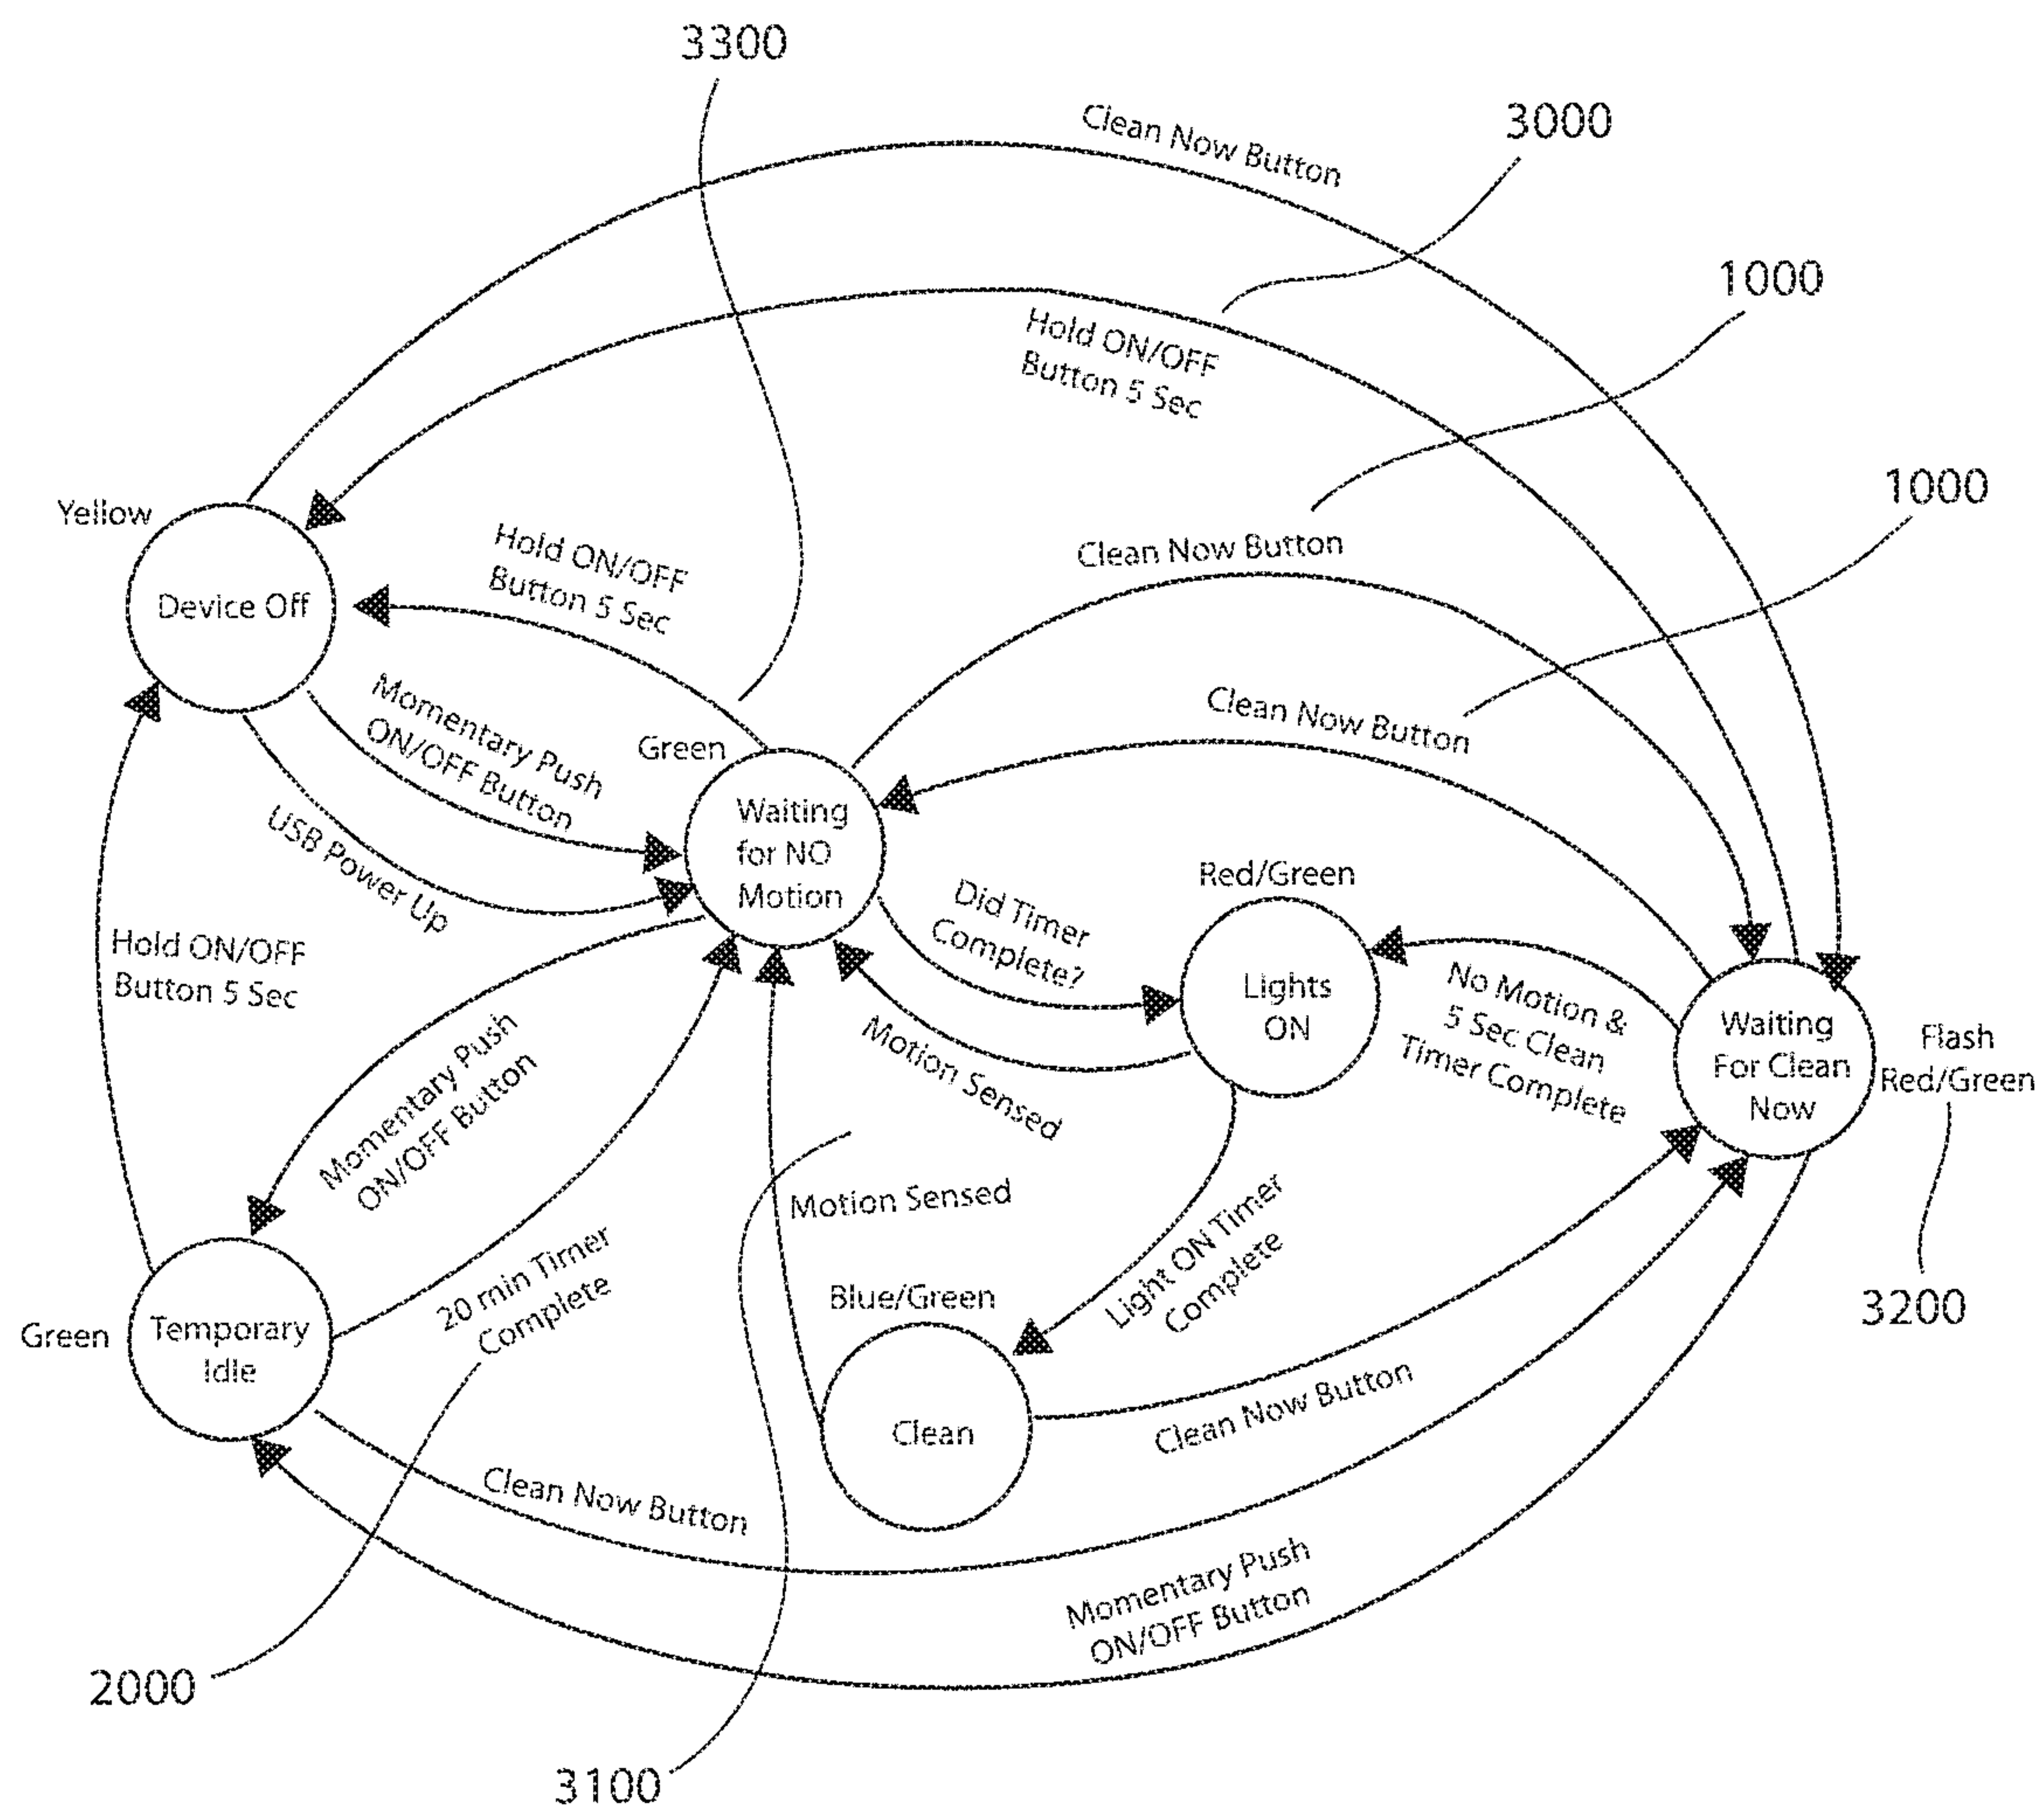 3300
Clean Now Button
3000
1000
Hold ON/OFF
Button 5 Sec
1000
Yellow
Device Off
Hold ON/OFF
Button 5 Sec
Clean Now Button
Momentary Push
ON/OFF Button
Green
Clean Now Button
USB Power Up
Waiting
for NO
Motion
Red/Green
Did Timer
Complete?
Hold ON/OFF
Button 5 Sec
Lights
ON
No Motion &
5 Sec Clean
Timer Complete
Waiting
For Clean
Now
Flash
Red/Green
Momentary Push
ON/OFF Button
Motion Sensed
Motion Sensed
Light ON Timer
Complete
20 min Timer
Complete
Blue/Green
3200
Green
Temporary
Idle
Clean
Clean Now Button
Clean Now Button
Momentary Push
ON/OFF Button
2000
3100